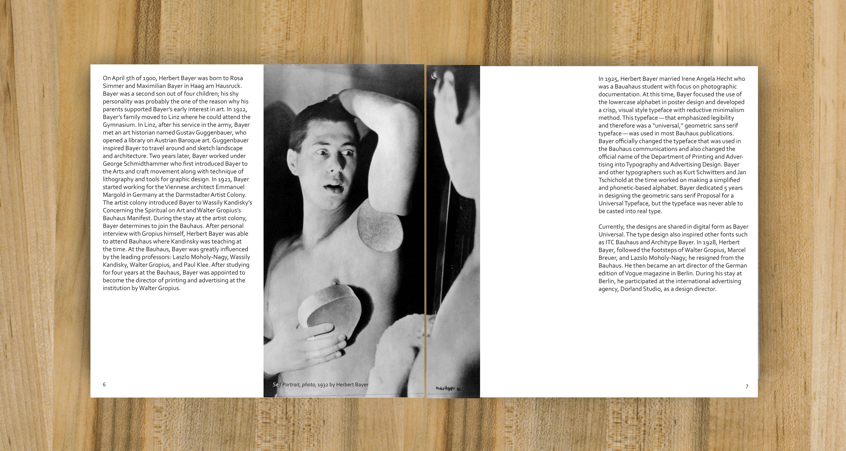 On April 5th of 1900, Herbert Bayer was born to Rosa
Simmer and Maximilian Bayer in Haag am Hausruck.
Bayer was a second son out of four children; his shy
personality was probably the one of the reason why his
parents supported Bayer's early interest in art. In 1912,
Bayer's family moved to Linz where he could attend the
Gymnasium. In Linz, after his service in the army, Bayer
met an art historian named Gustav Guggenbauer, who
opened a library on Austrian Baroque art. Guggenbauer
inspired Bayer to travel around and sketch landscape
and architecture. Two years later, Bayer worked under
George Schmidthammer who first introduced Bayer to
the Arts and craft movement along with technique of
lithography and tools for graphic design. In 1921, Bayer
started working for the Viennese architect Emmanuel
Margold in Germany at the Darmstadter Artist Colony.
The artist colony introduced Bayer to Wassily Kandisky's
Concerning the Spiritual on Art and Walter Gropius's
Bauhaus Manifest. During the stay at the artist colony,
Bayer determines to join the Bauhaus. After personal
interview with Gropius himself, Herbert Bayer was able
to attend Bauhaus where Kandinsky was teaching at
the time. At the Bauhaus, Bayer was greatly influenced
by the leading professors: Laszlo Moholy-Nagy, Wassily
Kandisky, Walter Gropius, and Paul Klee. After studying
for four years at the Bauhaus, Bayer was appointed to
become the director of printing and advertising at the
institution by Walter Gropius.
6
Self Portrait, photo, 1932 by Herbert Bayer
In 1925, Herbert Bayer married Irene Angela Hecht who
was a Bauahaus student with focus on photographic
documentation. At this time, Bayer focused the use of
the lowercase alphabet in poster design and developed
a crisp, visual style typeface with reductive minimalism
method. This typeface—that emphasized legibility
and therefore was a "universal," geometric sans serif
typeface—was used in most Bauhaus publications.
Bayer officially changed the typeface that was used in
the Bauhaus communications and also changed the
official name of the Department of Printing and Adver-
tising into Typography and Advertising Design. Bayer
and other typographers such as Kurt Schwitters and Jan
Tschichold at the time worked on making a simplified
and phonetic-based alphabet. Bayer dedicated 5 years
in designing the geometric sans serif Proposal for a
Universal Typeface, but the typeface was never able to
be casted into real type.
Currently, the designs are shared in digital form as Bayer
Universal. The type design also inspired other fonts such
as ITC Bauhaus and Architype Bayer. In 1928, Herbert
Bayer, followed the footsteps of Walter Gropius, Marcel
Breuer, and Lazslo Moholy-Nagy; he resigned from the
Bauhaus. He then became an art director of the German
edition of Vogue magazine in Berlin. During his stay at
Berlin, he participated at the international advertising
agency, Dorland Studio, as a design director.
7